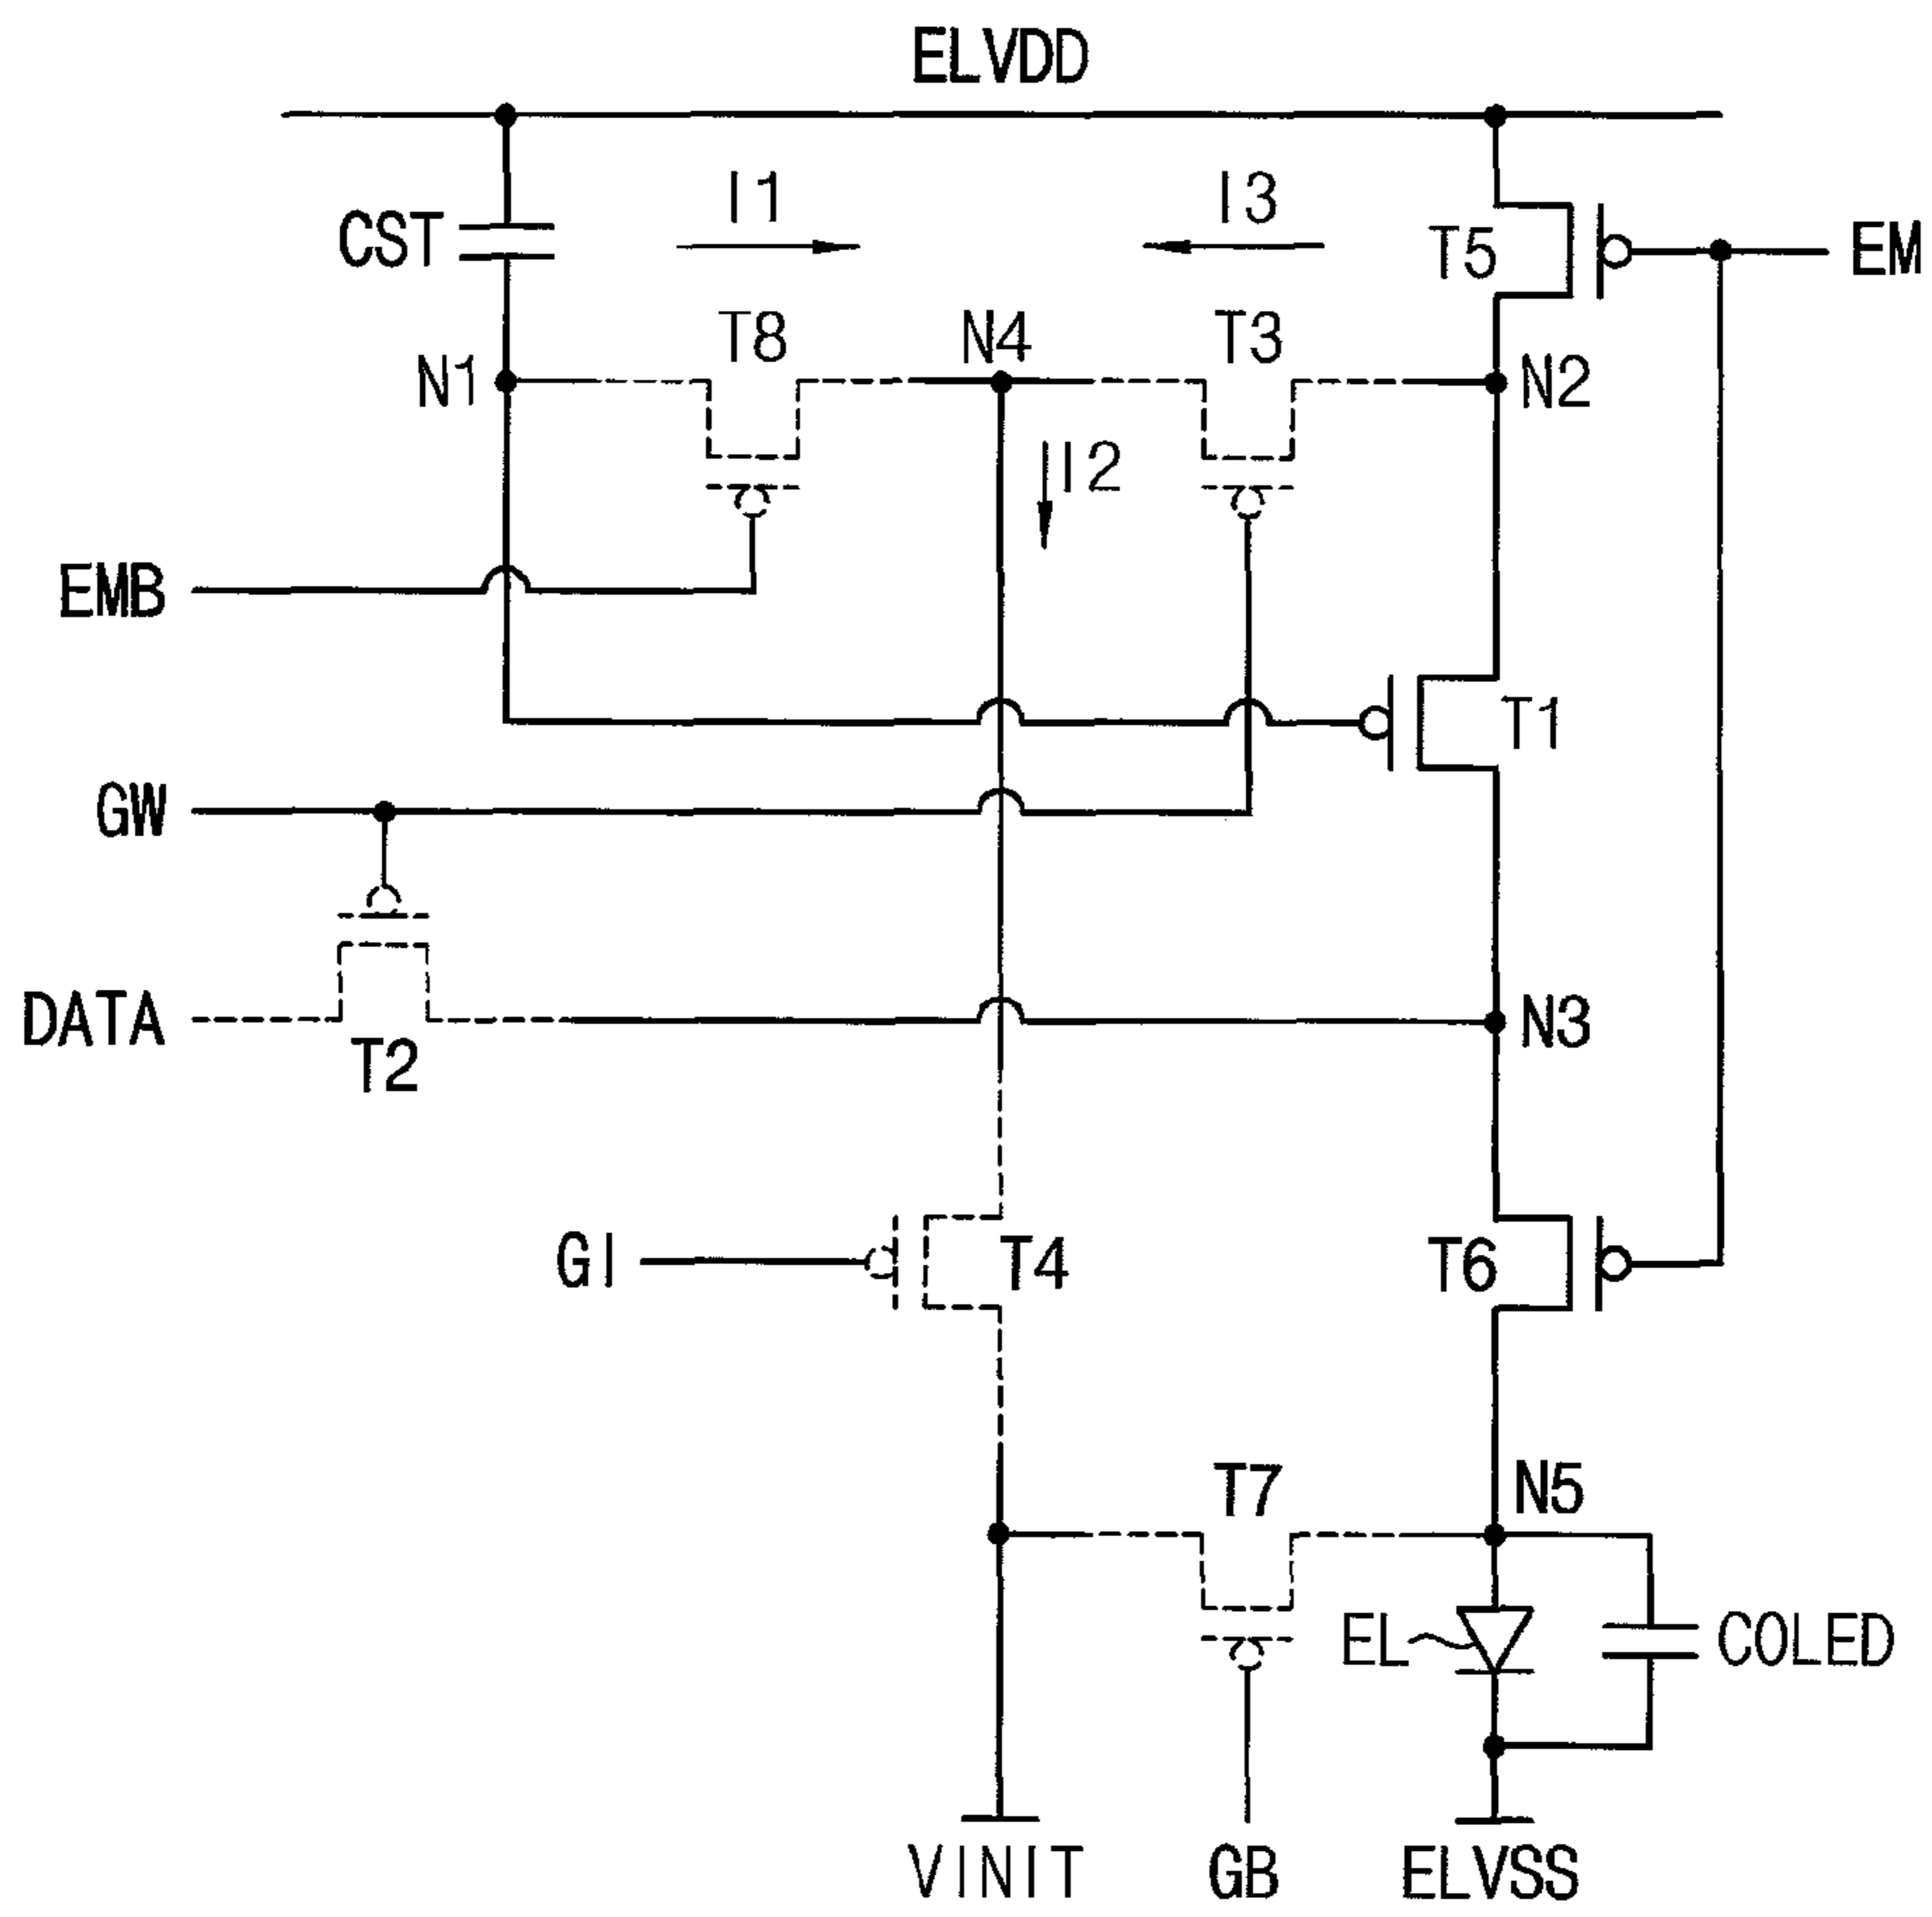 ELVDD
I1
I3
CST
T5
EM
T8
N4
T3
N1
N2
I2
EMB
T1
GW
DATA
N3
T2
GI
T4
T6
T7
N5
EL
COLED
VINIT
GB
ELVSS